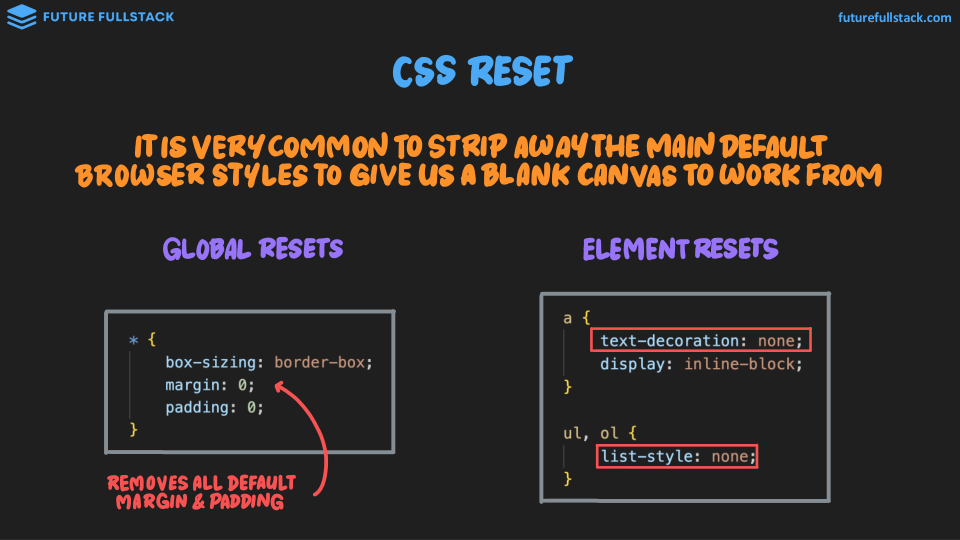 FUTURE FULLSTACK
futurefullstack.com
CSS RESET
IT IS VERY COMMON TO STRIP AWAY THE MAIN DEFAULT
BROWSER STYLES TO GIVE US A BLANK CANVAS TO WORK FROM
GLOBAL RESETS
* {
box-sizing: border-box;
margin: 0;
padding: 0;
}
REMOVES ALL DEFAULT
MARGIN & PADDING
ELEMENT RESETS
a {
text-decoration: none;
display: inline-block;
}
ul, ol {
list-style: none;
}